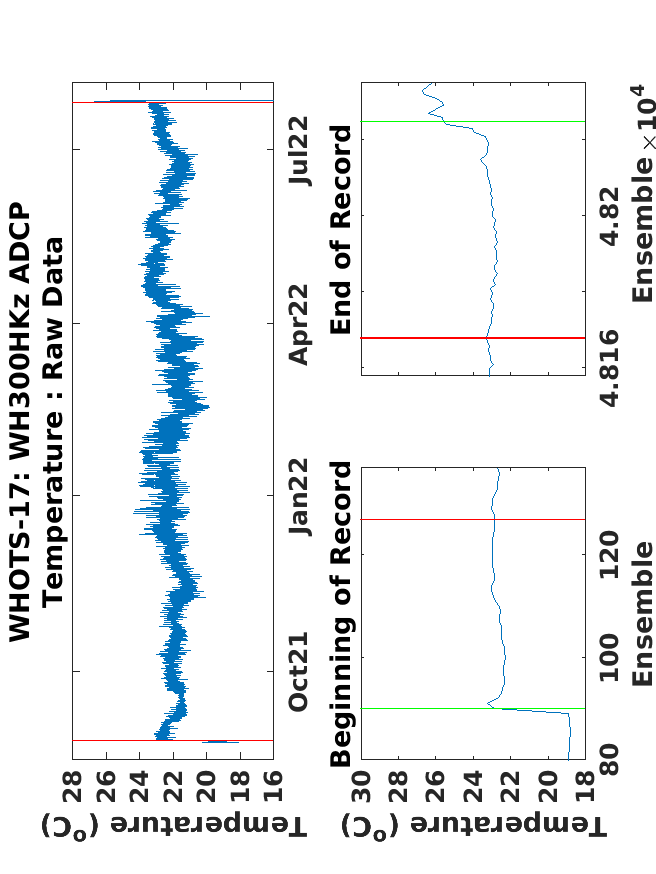 WHOTS-17: WH300HKz ADCP
Temperature : Raw Data
Temperature (°C)
28
26
24
22
20
18
16
Oct21
Jan22
Apr22
Jul22
Beginning of Record
Temperature (°C)
30
28
26
24
22
20
18
80
100
120
Ensemble
End of Record
4.816
4.82
Ensemble ×10⁴